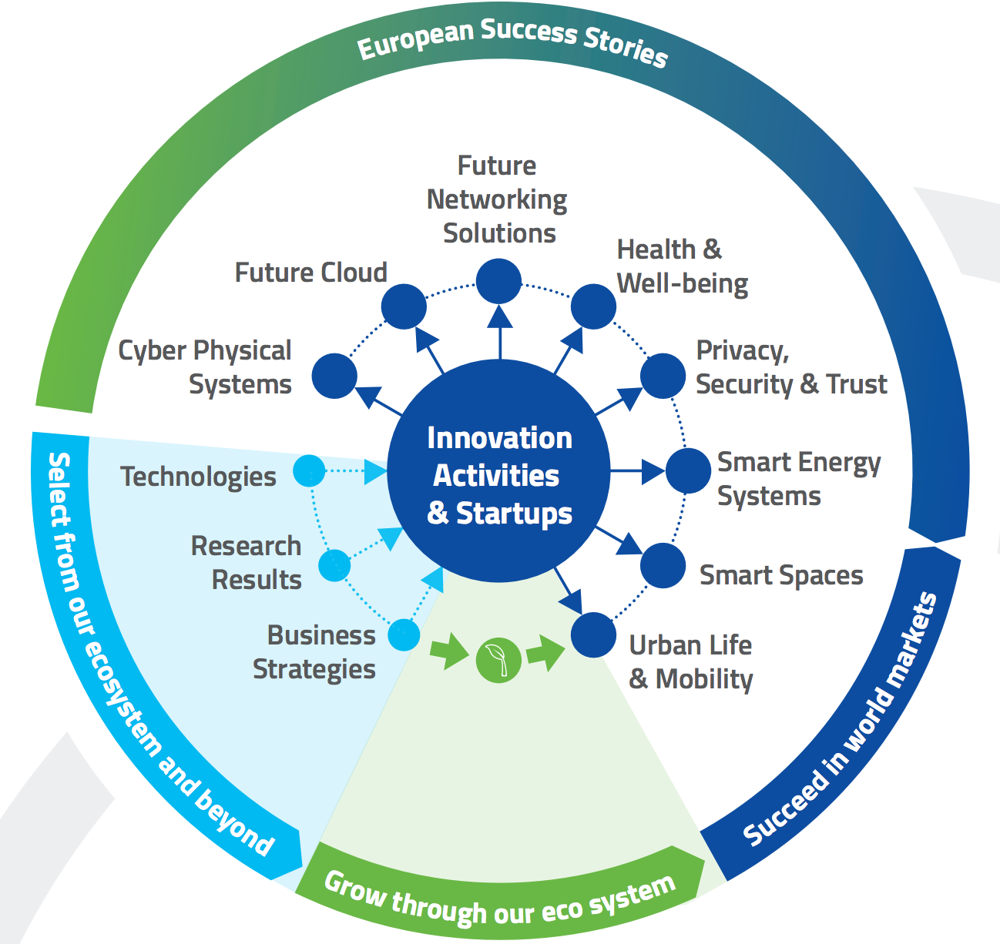 European Success Stories
Future
Networking
Solutions
Health &
Well-being
Future Cloud
Privacy,
Security & Trust
Cyber Physical
Systems
Innovation
Activities
& Startups
Smart Energy
Systems
Technologies
Research
Results
Smart Spaces
Business
Strategies
Urban Life
& Mobility
Select from our ecosystem and beyond
Grow through our eco system
Succeed in world markets